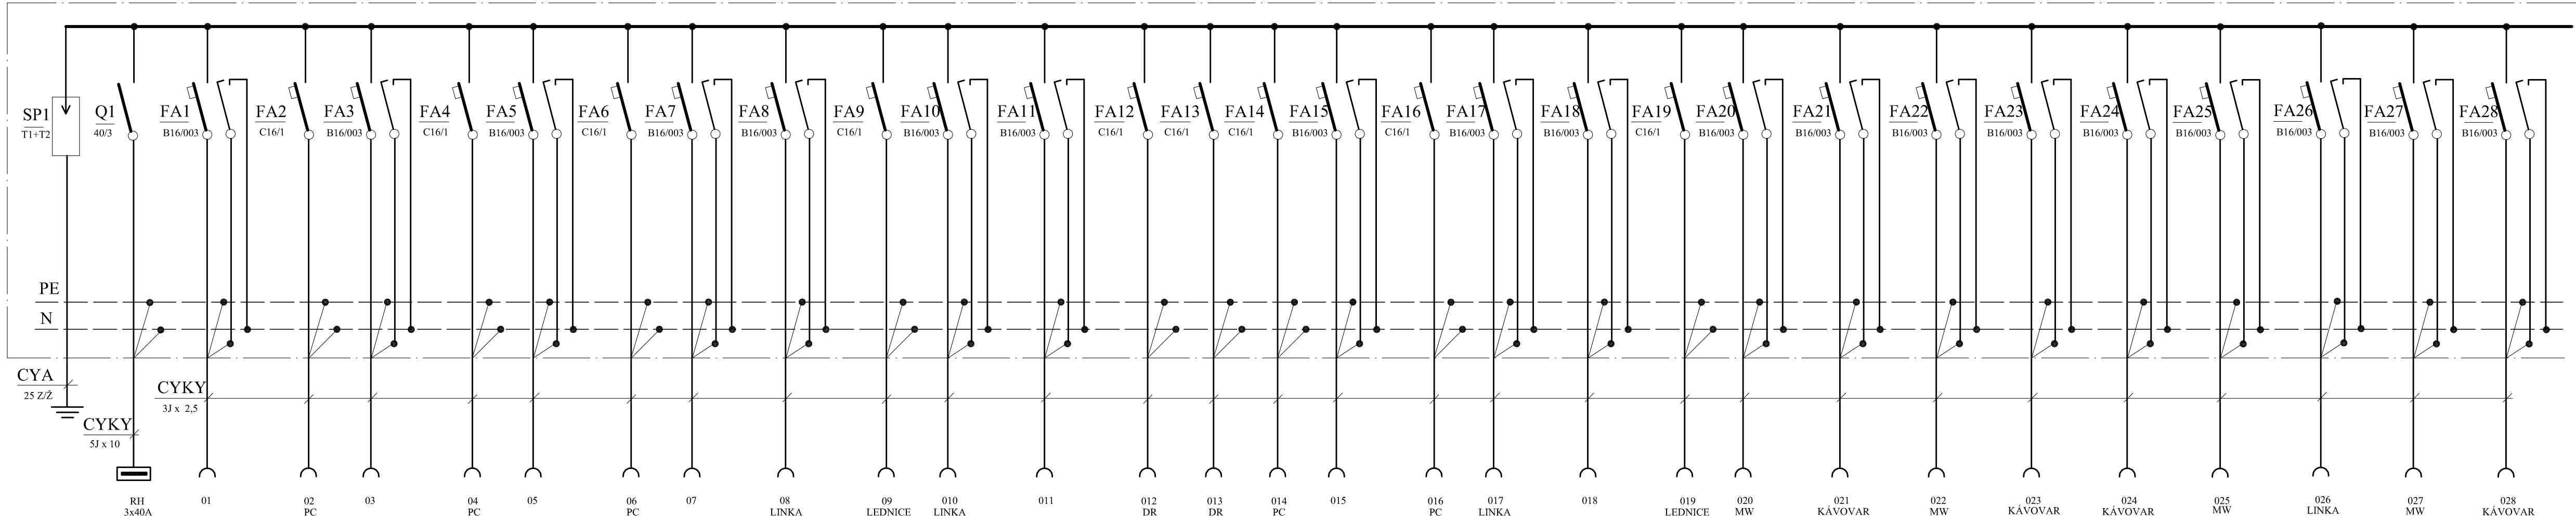 SP1
T1+T2
Q1
40/3
FA1
B16/003
FA2
C16/1
FA3
B16/003
FA4
C16/1
FA5
B16/003
FA6
C16/1
FA7
B16/003
FA8
B16/003
FA9
C16/1
FA10
B16/003
FA11
B16/003
FA12
C16/1
FA13
C16/1
FA14
C16/1
FA15
B16/003
FA16
C16/1
FA17
B16/003
FA18
B16/003
FA19
C16/1
FA20
B16/003
FA21
B16/003
FA22
B16/003
FA23
B16/003
FA24
B16/003
FA25
B16/003
FA26
B16/003
FA27
B16/003
FA28
B16/003
PE
N
CYA
25 Z/Ž
CYKY
3J x 2,5
CYKY
5J x 10
RH
3x40A
01
02
PC
03
04
PC
05
06
PC
07
08
LINKA
09
LEDNICE
010
LINKA
011
012
DR
013
DR
014
PC
015
016
PC
017
LINKA
018
019
LEDNICE
020
MW
021
KÁVOVAR
022
MW
023
KÁVOVAR
024
KÁVOVAR
025
MW
026
LINKA
027
MW
028
KÁVOVAR